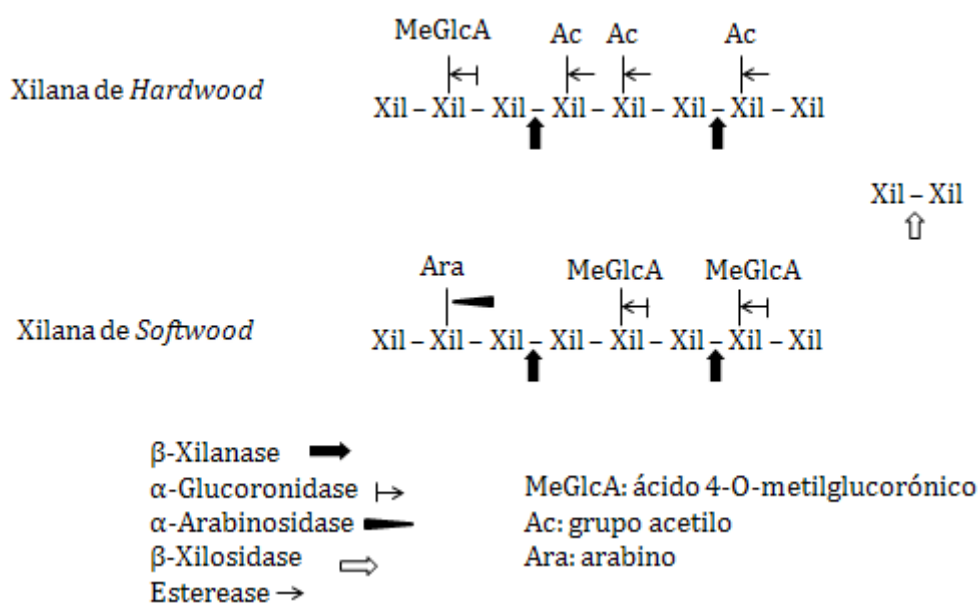 MeGlcA Ac Ac Ac
Xilana de Hardwood
Xil – Xil – Xil – Xil – Xil – Xil – Xil – Xil
Xil – Xil
Ara MeGlcA MeGlcA
Xilana de Softwood
Xil – Xil – Xil – Xil – Xil – Xil – Xil – Xil
β-Xilanase
α-Glucoronidase
α-Arabinosidase
β-Xilosidase
Esterease
MeGlcA: ácido 4-O-metilglucorónico
Ac: grupo acetilo
Ara: arabino